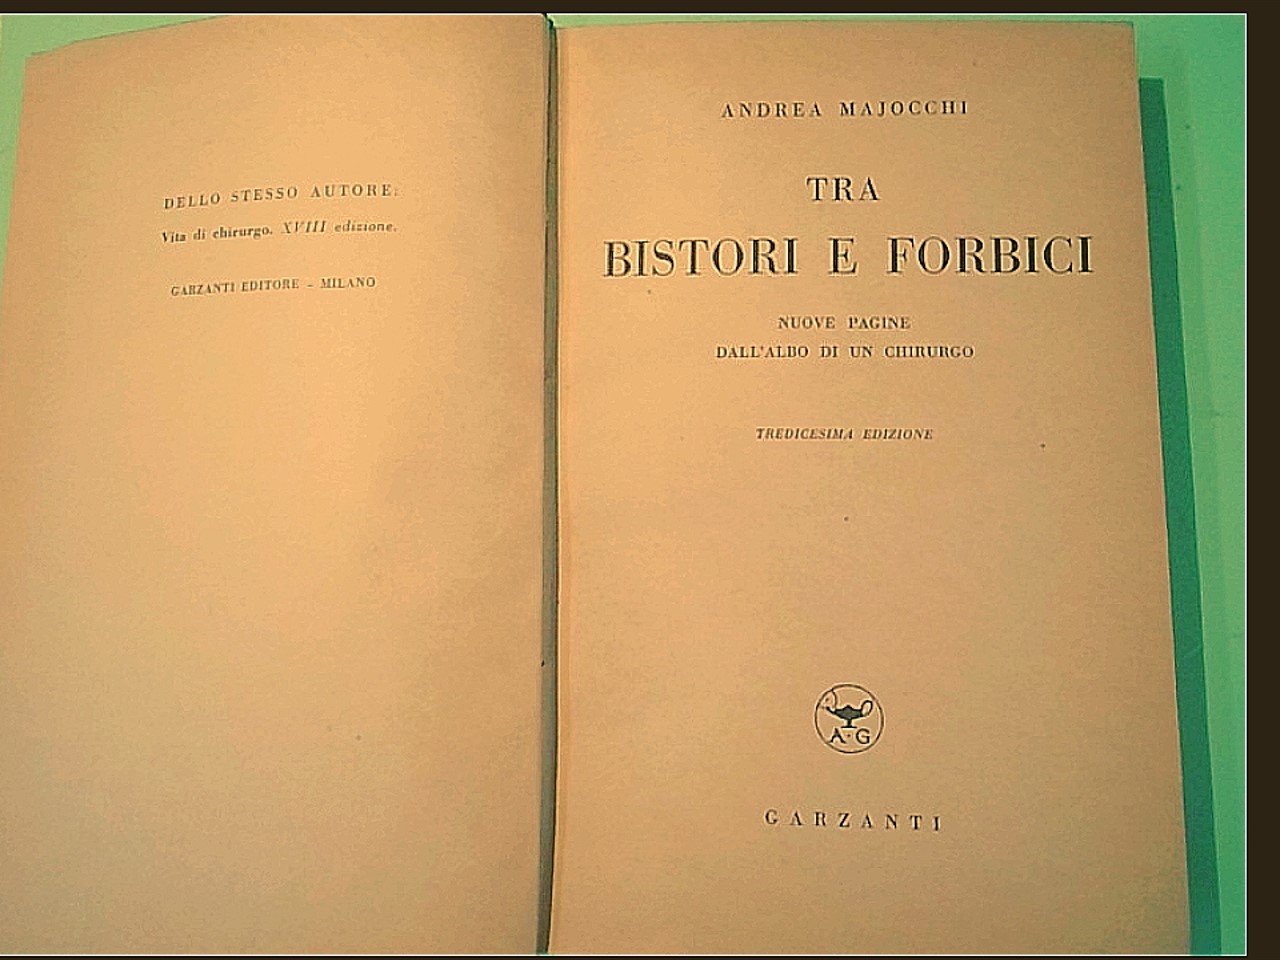 DELLO STESSO AUTORE:
Vita di chirurgo. XVIII edizione.
GARZANTI EDITORE - MILANO
ANDREA MAJOCCHI
TRA
BISTORI E FORBICI
NUOVE PAGINE
DALL'ALBO DI UN CHIRURGO
TREDICESIMA EDIZIONE
A·G
GARZANTI